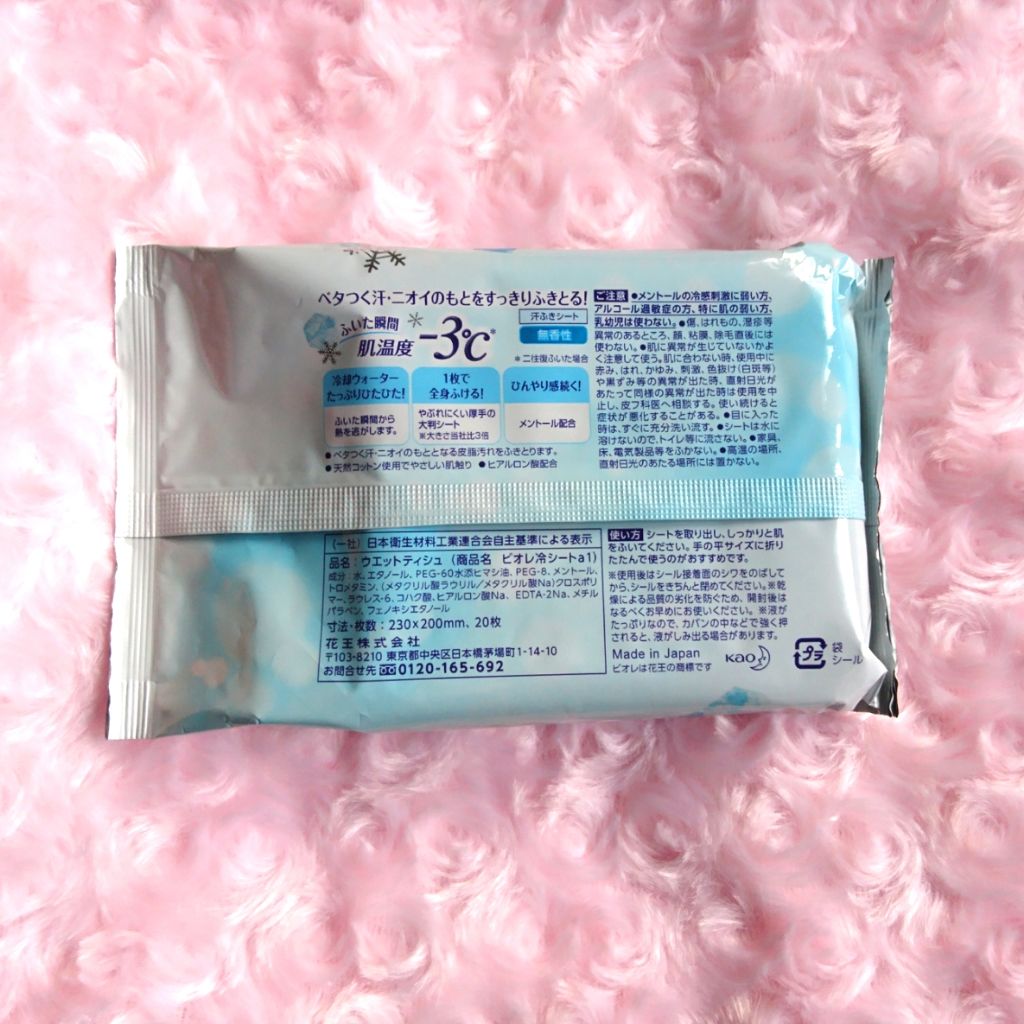 ベタつく汗・ニオイのもとをすっきりふきとる!
ふいた瞬間
肌温度 −3℃*
汗ふきシート
無香性
*二往復ふいた場合
冷却ウォーター
たっぷりひたひた!
ふいた瞬間から
熱を逃がします。
1枚で
全身ふける!
やぶれにくい厚手の
大判シート
※大きさ当社比3倍
ひんやり感続く!
メントール配合
●ベタつく汗・ニオイのもととなる皮脂汚れをふきとります。
●天然コットン使用でやさしい肌触り ●ヒアルロン酸配合
ご注意 ●メントールの冷感刺激に弱い方、
アルコール過敏症の方、特に肌の弱い方、
乳幼児は使わない。●傷、はれもの、湿疹等
異常のあるところ、顔、粘膜、除毛直後には
使わない。●肌に異常が生じていないかよ
く注意して使う。肌に合わない時、使用中に
赤み、はれ、かゆみ、刺激、色抜け(白斑等)
や黒ずみ等の異常が出た時、直射日光が
あたって同様の異常が出た時は使用を中
止し、皮フ科医へ相談する。使い続けると
症状が悪化することがある。●目に入った
時は、すぐに充分洗い流す。●シートは水に
溶けないので、トイレ等に流さない。●家具、
床、電気製品等をふかない。●高温の場所、
直射日光のあたる場所には置かない。
(一社)日本衛生材料工業連合会自主基準による表示
品名:ウエットティシュ(商品名 ビオレ冷シートa1)
成分:水、エタノール、PEG-60水添ヒマシ油、PEG-8、メントール、
トロメタミン、(メタクリル酸ラウリル/メタクリル酸Na)クロスポリ
マー、ラウレス-6、コハク酸、ヒアルロン酸Na、EDTA-2Na、メチル
パラベン、フェノキシエタノール
寸法・枚数:230×200mm、20枚
花王株式会社
〒103-8210 東京都中央区日本橋茅場町1-14-10
お問合せ先 0120-165-692
使い方 シートを取り出し、しっかりと肌
をふいてください。手の平サイズに折り
たたんで使うのがおすすめです。
※使用後はシール接着面のシワをのばして
から、シールをきちんと閉めてください。※乾
燥による品質の劣化を防ぐため、開封後は
なるべくお早めにお使いください。※液が
たっぷりなので、カバンの中などで強く押
されると、液がしみ出る場合があります。
Made in Japan
ビオレは花王の商標です
Kao
プラ
袋
シール